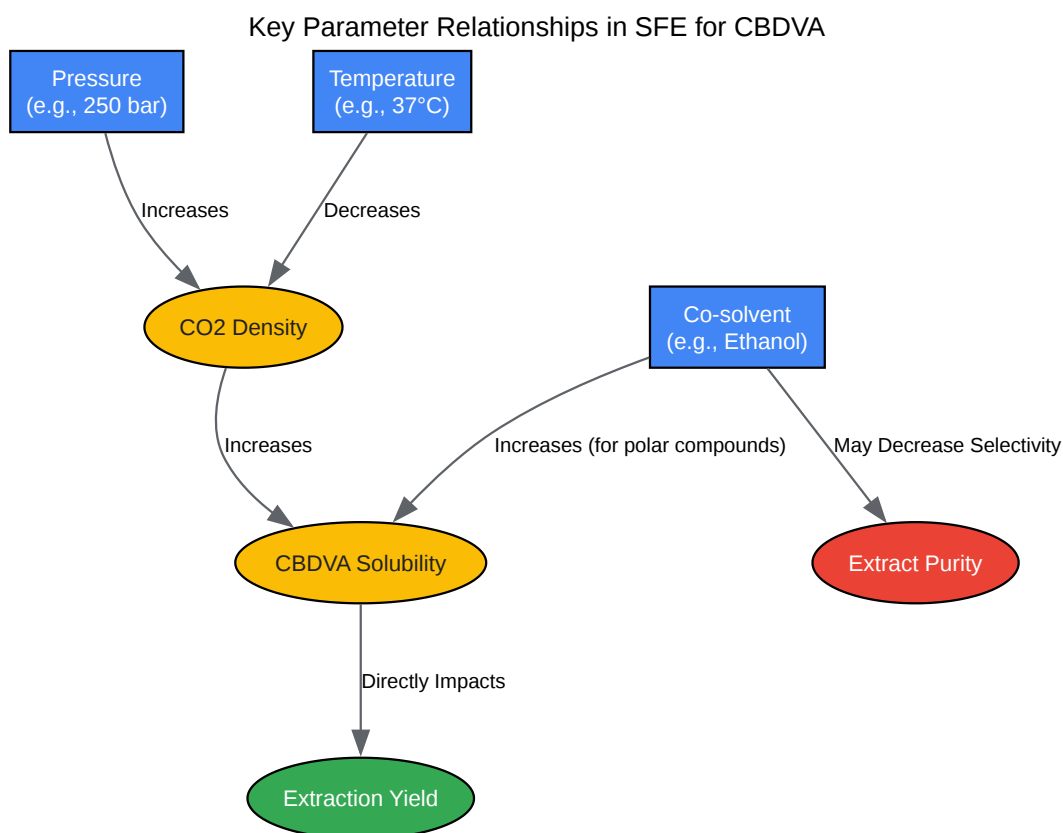 Key Parameter Relationships in SFE for CBDVA
Pressure
(e.g., 250 bar)
Temperature
(e.g., 37°C)
Increases
Decreases
CO2 Density
Co-solvent
(e.g., Ethanol)
Increases
Increases (for polar compounds)
May Decrease Selectivity
CBDVA Solubility
Extract Purity
Directly Impacts
Extraction Yield